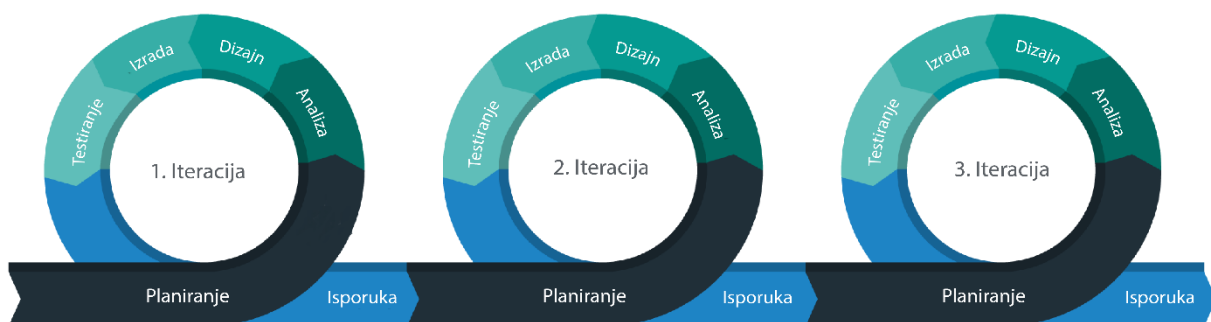 Izrada
Dizajn
Testiranje
Analiza
1. Iteracija
Planiranje
Isporuka
Izrada
Dizajn
Testiranje
Analiza
2. Iteracija
Planiranje
Isporuka
Izrada
Dizajn
Testiranje
Analiza
3. Iteracija
Planiranje
Isporuka